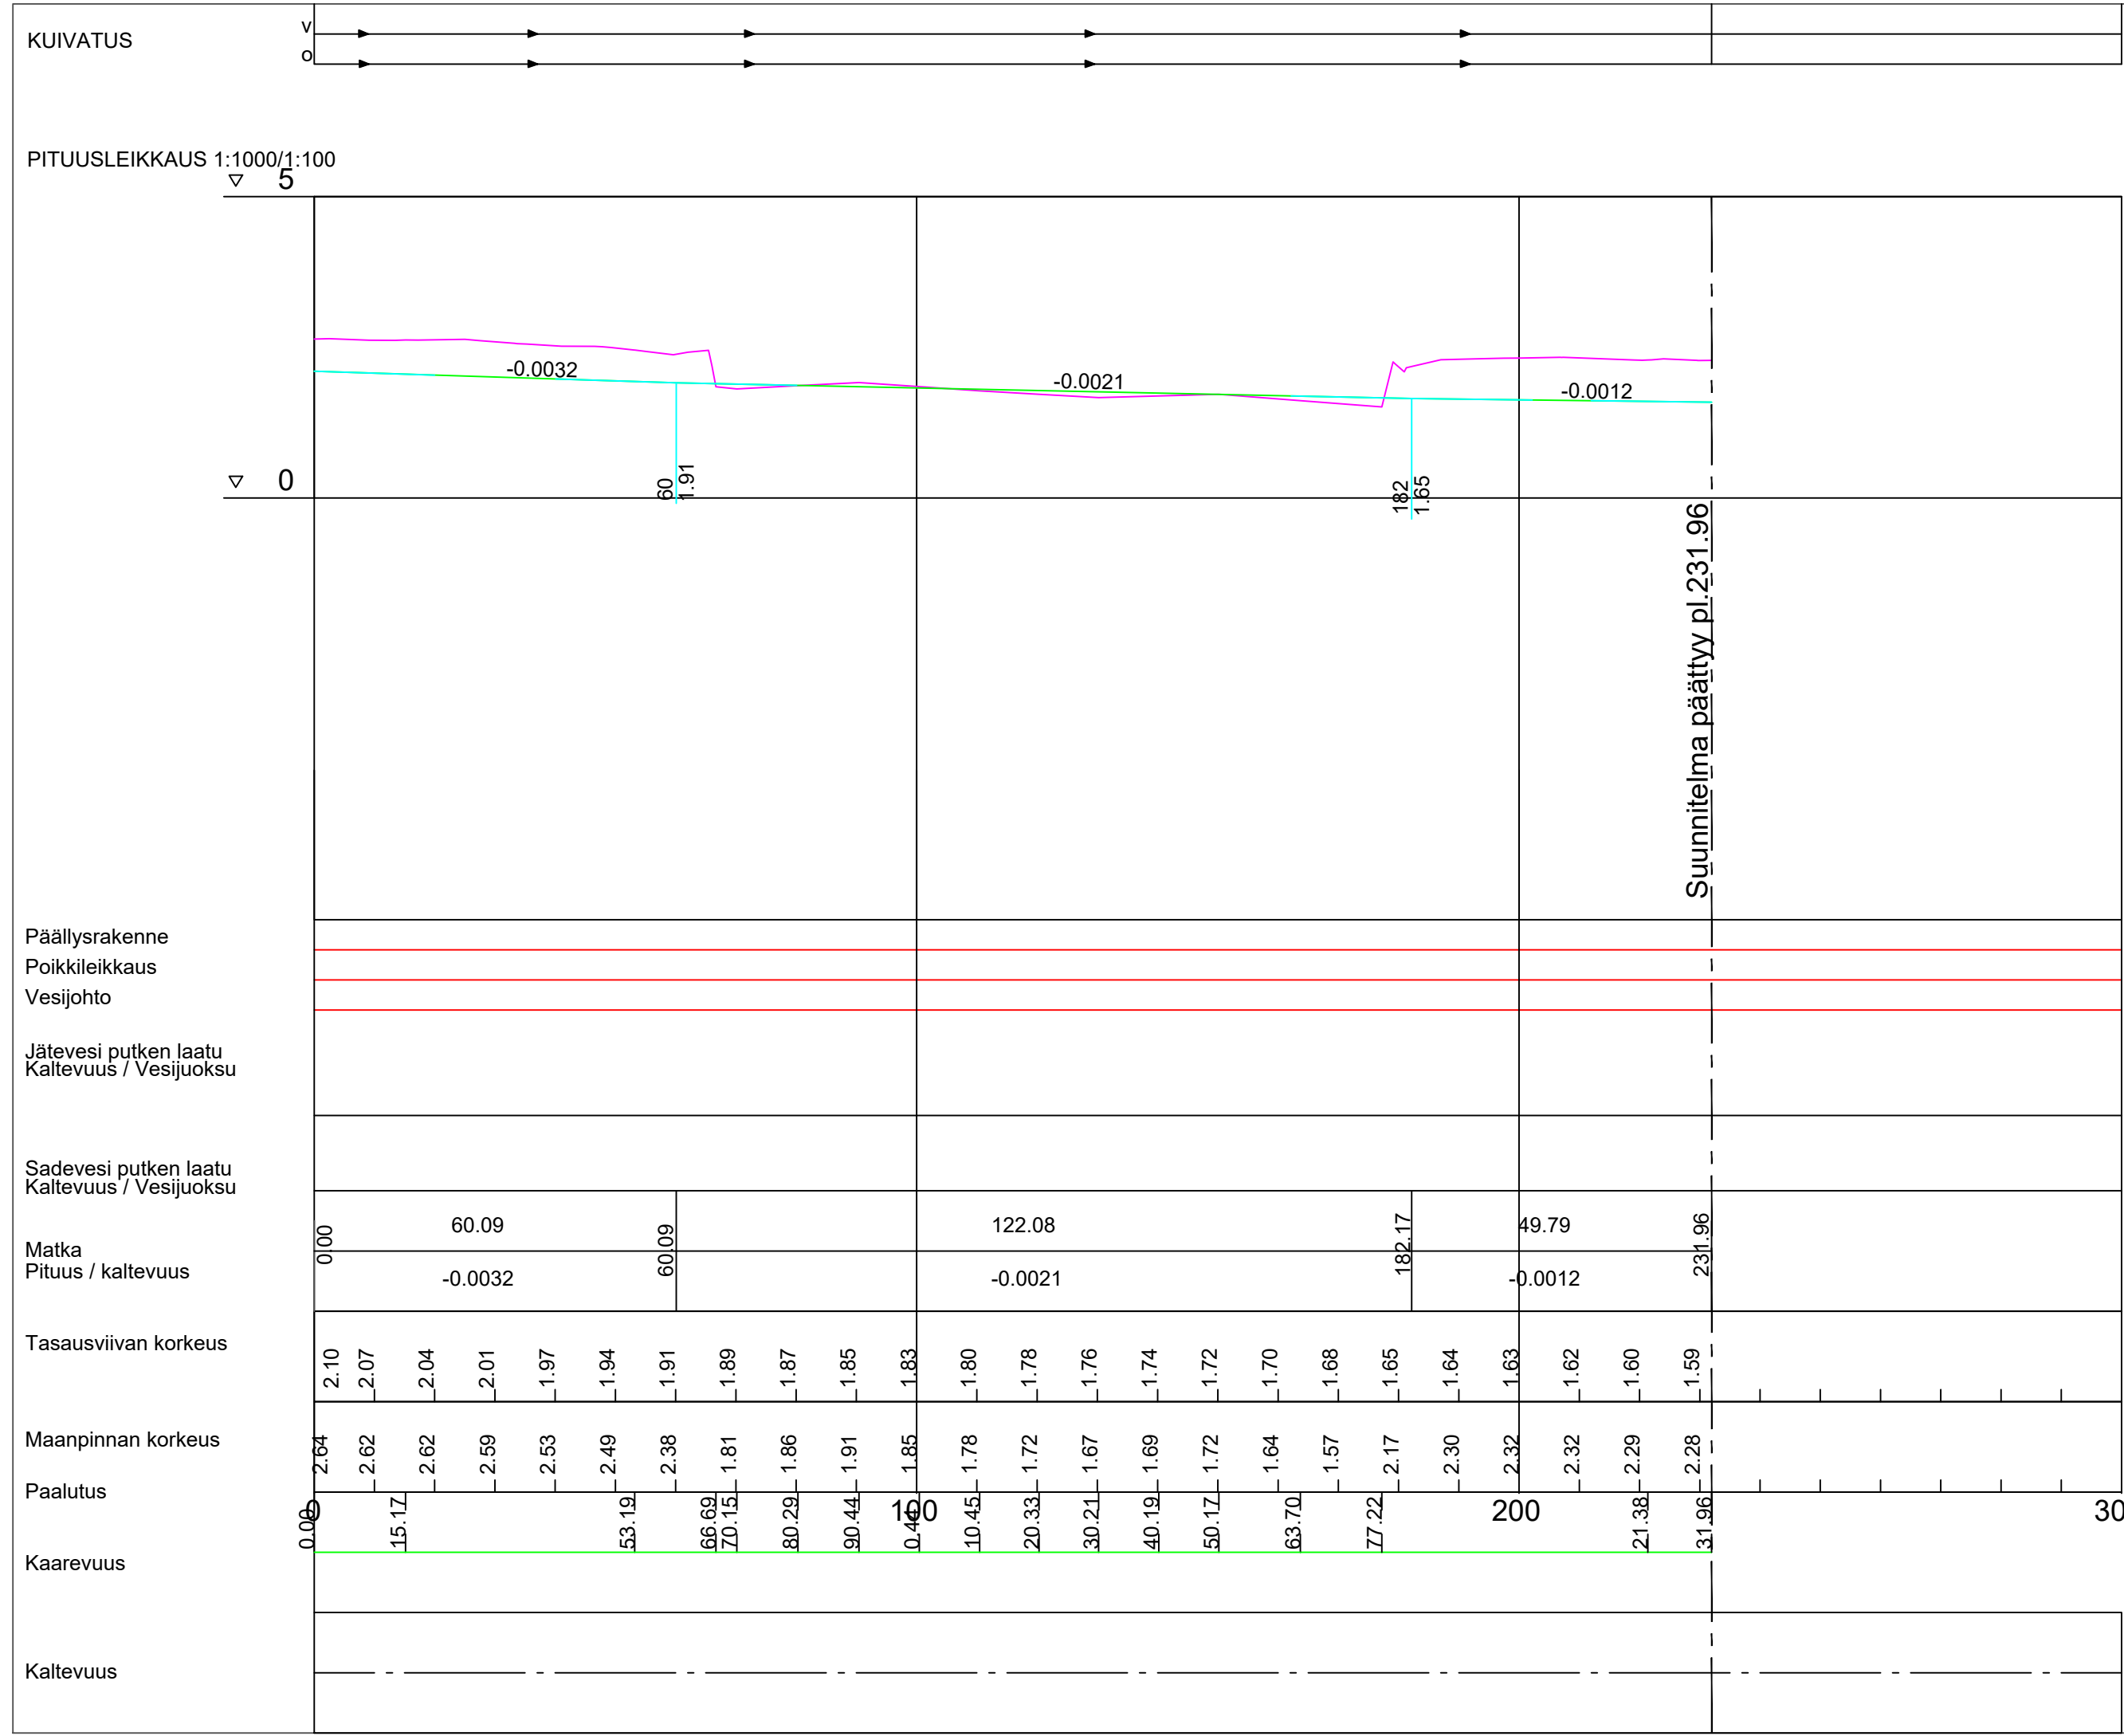 KUIVATUS
v
o
PITUUSLEIKKAUS 1:1000/1:100
5
-0.0032
-0.0021
-0.0012
0
60
1.91
182
1.65
Suunnitelma päättyy pl.231.96
Päällysrakenne
Poikkileikkaus
Vesijohto
Jätevesi putken laatu
Kaltevuus / Vesijuoksu
Sadevesi putken laatu
Kaltevuus / Vesijuoksu
Matka
Pituus / kaltevuus
0.00 60.09 60.09 122.08 182.17 49.79 231.96
-0.0032 -0.0021 -0.0012
Tasausviivan korkeus
2.10 2.07 2.04 2.01 1.97 1.94 1.91 1.89 1.87 1.85 1.83 1.80 1.78 1.76 1.74 1.72 1.70 1.68 1.65 1.64 1.63 1.62 1.60 1.59
Maanpinnan korkeus
2.64 2.62 2.62 2.59 2.53 2.49 2.38 1.81 1.86 1.91 1.85 1.78 1.72 1.67 1.69 1.72 1.64 1.57 2.17 2.30 2.32 2.32 2.29 2.28
Paalutus
0 100 200 30
0.00 15.17 53.19 66.69 70.15 80.29 90.44 10.45 20.33 30.21 40.19 50.17 63.70 77.22 21.38 31.96
Kaarevuus
Kaltevuus